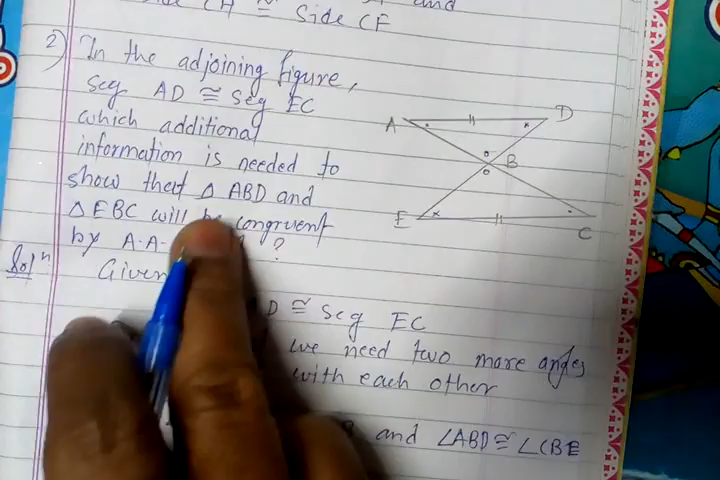 and
Side CF
2) In the adjoining figure,
seg AD ≅ seg EC
which additional
information is needed to
show that Δ ABD and
Δ EBC will be congruent
by A-A- ?
Solⁿ Given
D ≅ seg EC
we need two more angles
with each other
and ∠ABD ≅ ∠CBE
A
D
B
E
C